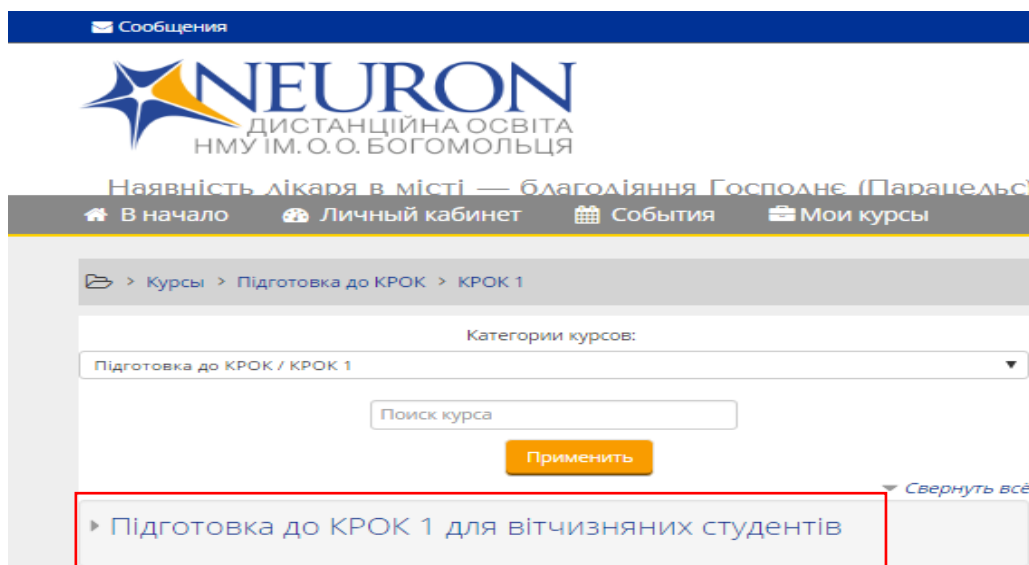 Сообщения
NEURON
ДИСТАНЦІЙНА ОСВІТА
НМУ ІМ. О.О. БОГОМОЛЬЦЯ
Наявність лікаря в місті — благодіяння Господнє (Парацельс)
В начало Личный кабинет События Мои курсы
> Курсы > Підготовка до КРОК > КРОК 1
Категории курсов:
Підготовка до КРОК / КРОК 1
Поиск курса
Применить
Свернуть всё
Підготовка до КРОК 1 для вітчизняних студентів